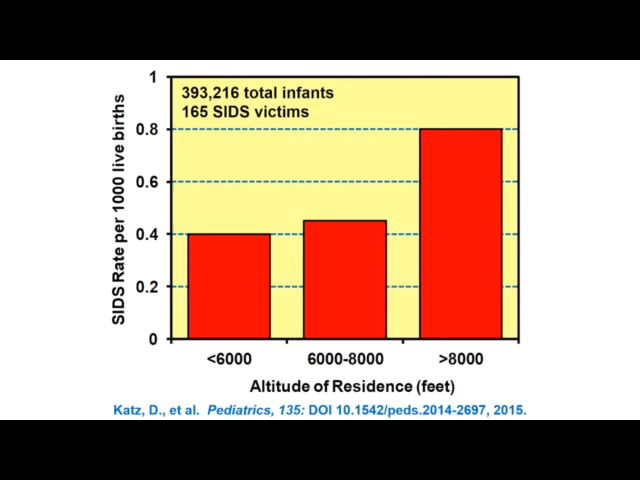 393,216 total infants
165 SIDS victims
SIDS Rate per 1000 live births
1
0.8
0.6
0.4
0.2
0
<6000
6000-8000
>8000
Altitude of Residence (feet)
Katz, D., et al. Pediatrics, 135: DOI 10.1542/peds.2014-2697, 2015.